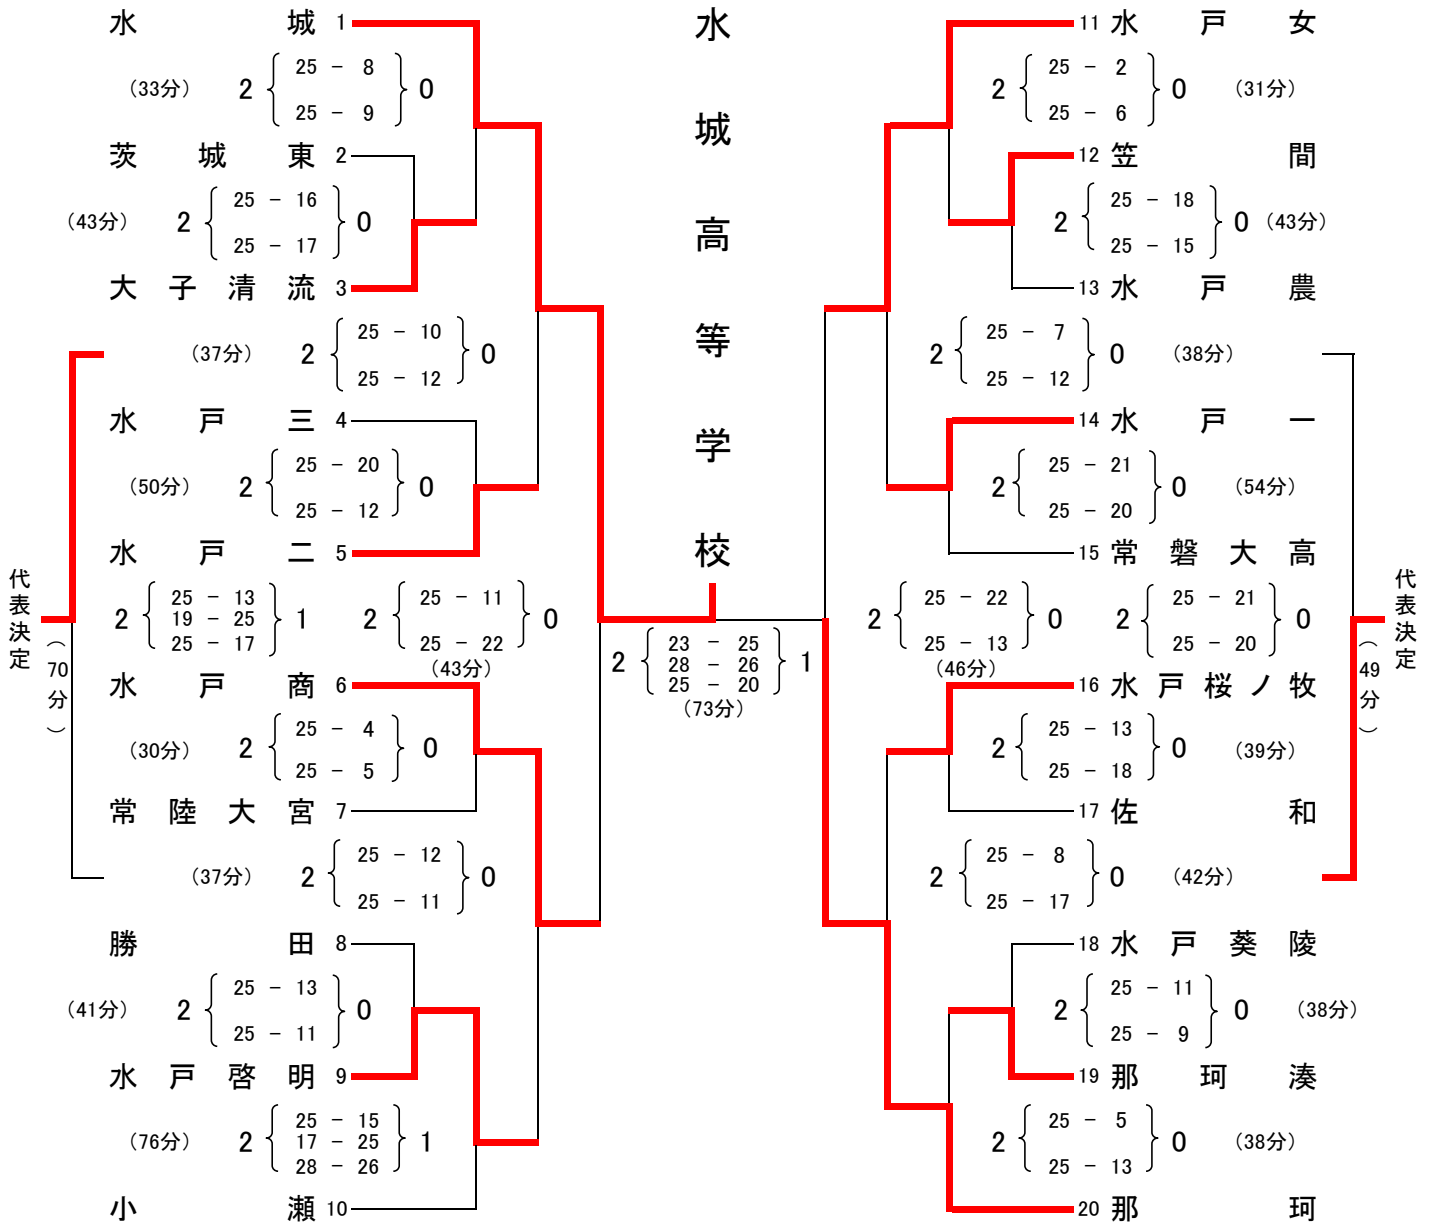 水城高等学校
水城 1
(33分) 2 25 - 8 0
25 - 9
茨城東 2
(43分) 2 25 - 16 0
25 - 17
大子清流 3
(37分) 2 25 - 10 0
25 - 12
水戸三 4
(50分) 2 25 - 20 0
25 - 12
水戸二 5
代表決定
(70分)
2 25 - 13 1
19 - 25
25 - 17
2 25 - 11 0
25 - 22
(43分)
水戸商 6
(30分) 2 25 - 4 0
25 - 5
常陸大宮 7
(37分) 2 25 - 12 0
25 - 11
勝田 8
(41分) 2 25 - 13 0
25 - 11
水戸啓明 9
(76分) 2 25 - 15 1
17 - 25
28 - 26
小瀬 10
2 23 - 25 1
28 - 26
25 - 20
(73分)
11 水戸女
2 25 - 2 0 (31分)
25 - 6
12 笠間
2 25 - 18 0 (43分)
25 - 15
13 水戸農
2 25 - 7 0 (38分)
25 - 12
14 水戸一
2 25 - 21 0 (54分)
25 - 20
15 常磐大高
2 25 - 22 0
25 - 13
(46分)
2 25 - 21 0
25 - 20
代表決定
(49分)
16 水戸桜ノ牧
2 25 - 13 0 (39分)
25 - 18
17 佐和
2 25 - 8 0 (42分)
25 - 17
18 水戸葵陵
2 25 - 11 0 (38分)
25 - 9
19 那珂湊
2 25 - 5 0 (38分)
25 - 13
20 那珂